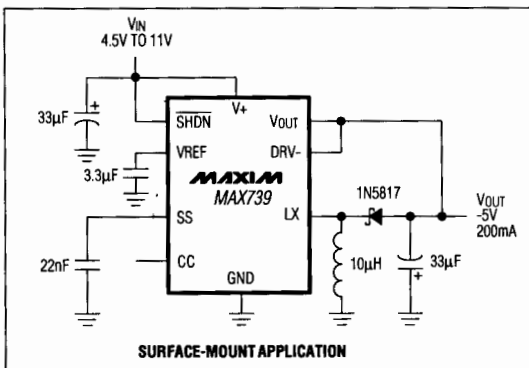 VIN
4.5V TO 11V
33µF
+
SHDN
V+
VOUT
VREF
DRV-
3.3µF
MAXIM
MAX739
1N5817
VOUT
-5V
200mA
SS
LX
22nF
CC
10µH
33µF
+
GND
SURFACE-MOUNT APPLICATION